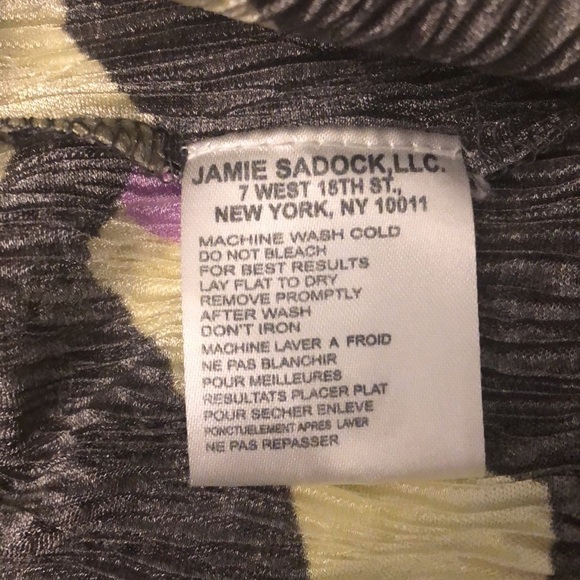 JAMIE SADOCK,LLC.
7 WEST 18TH ST.,
NEW YORK, NY 10011
MACHINE WASH COLD
DO NOT BLEACH
FOR BEST RESULTS
LAY FLAT TO DRY
REMOVE PROMPTLY
AFTER WASH
DON'T IRON
MACHINE LAVER A FROID
NE PAS BLANCHIR
POUR MEILLEURES
RESULTATS PLACER PLAT
POUR SECHER ENLEVE
PONCTUELEMENT APRES LAVER
NE PAS REPASSER